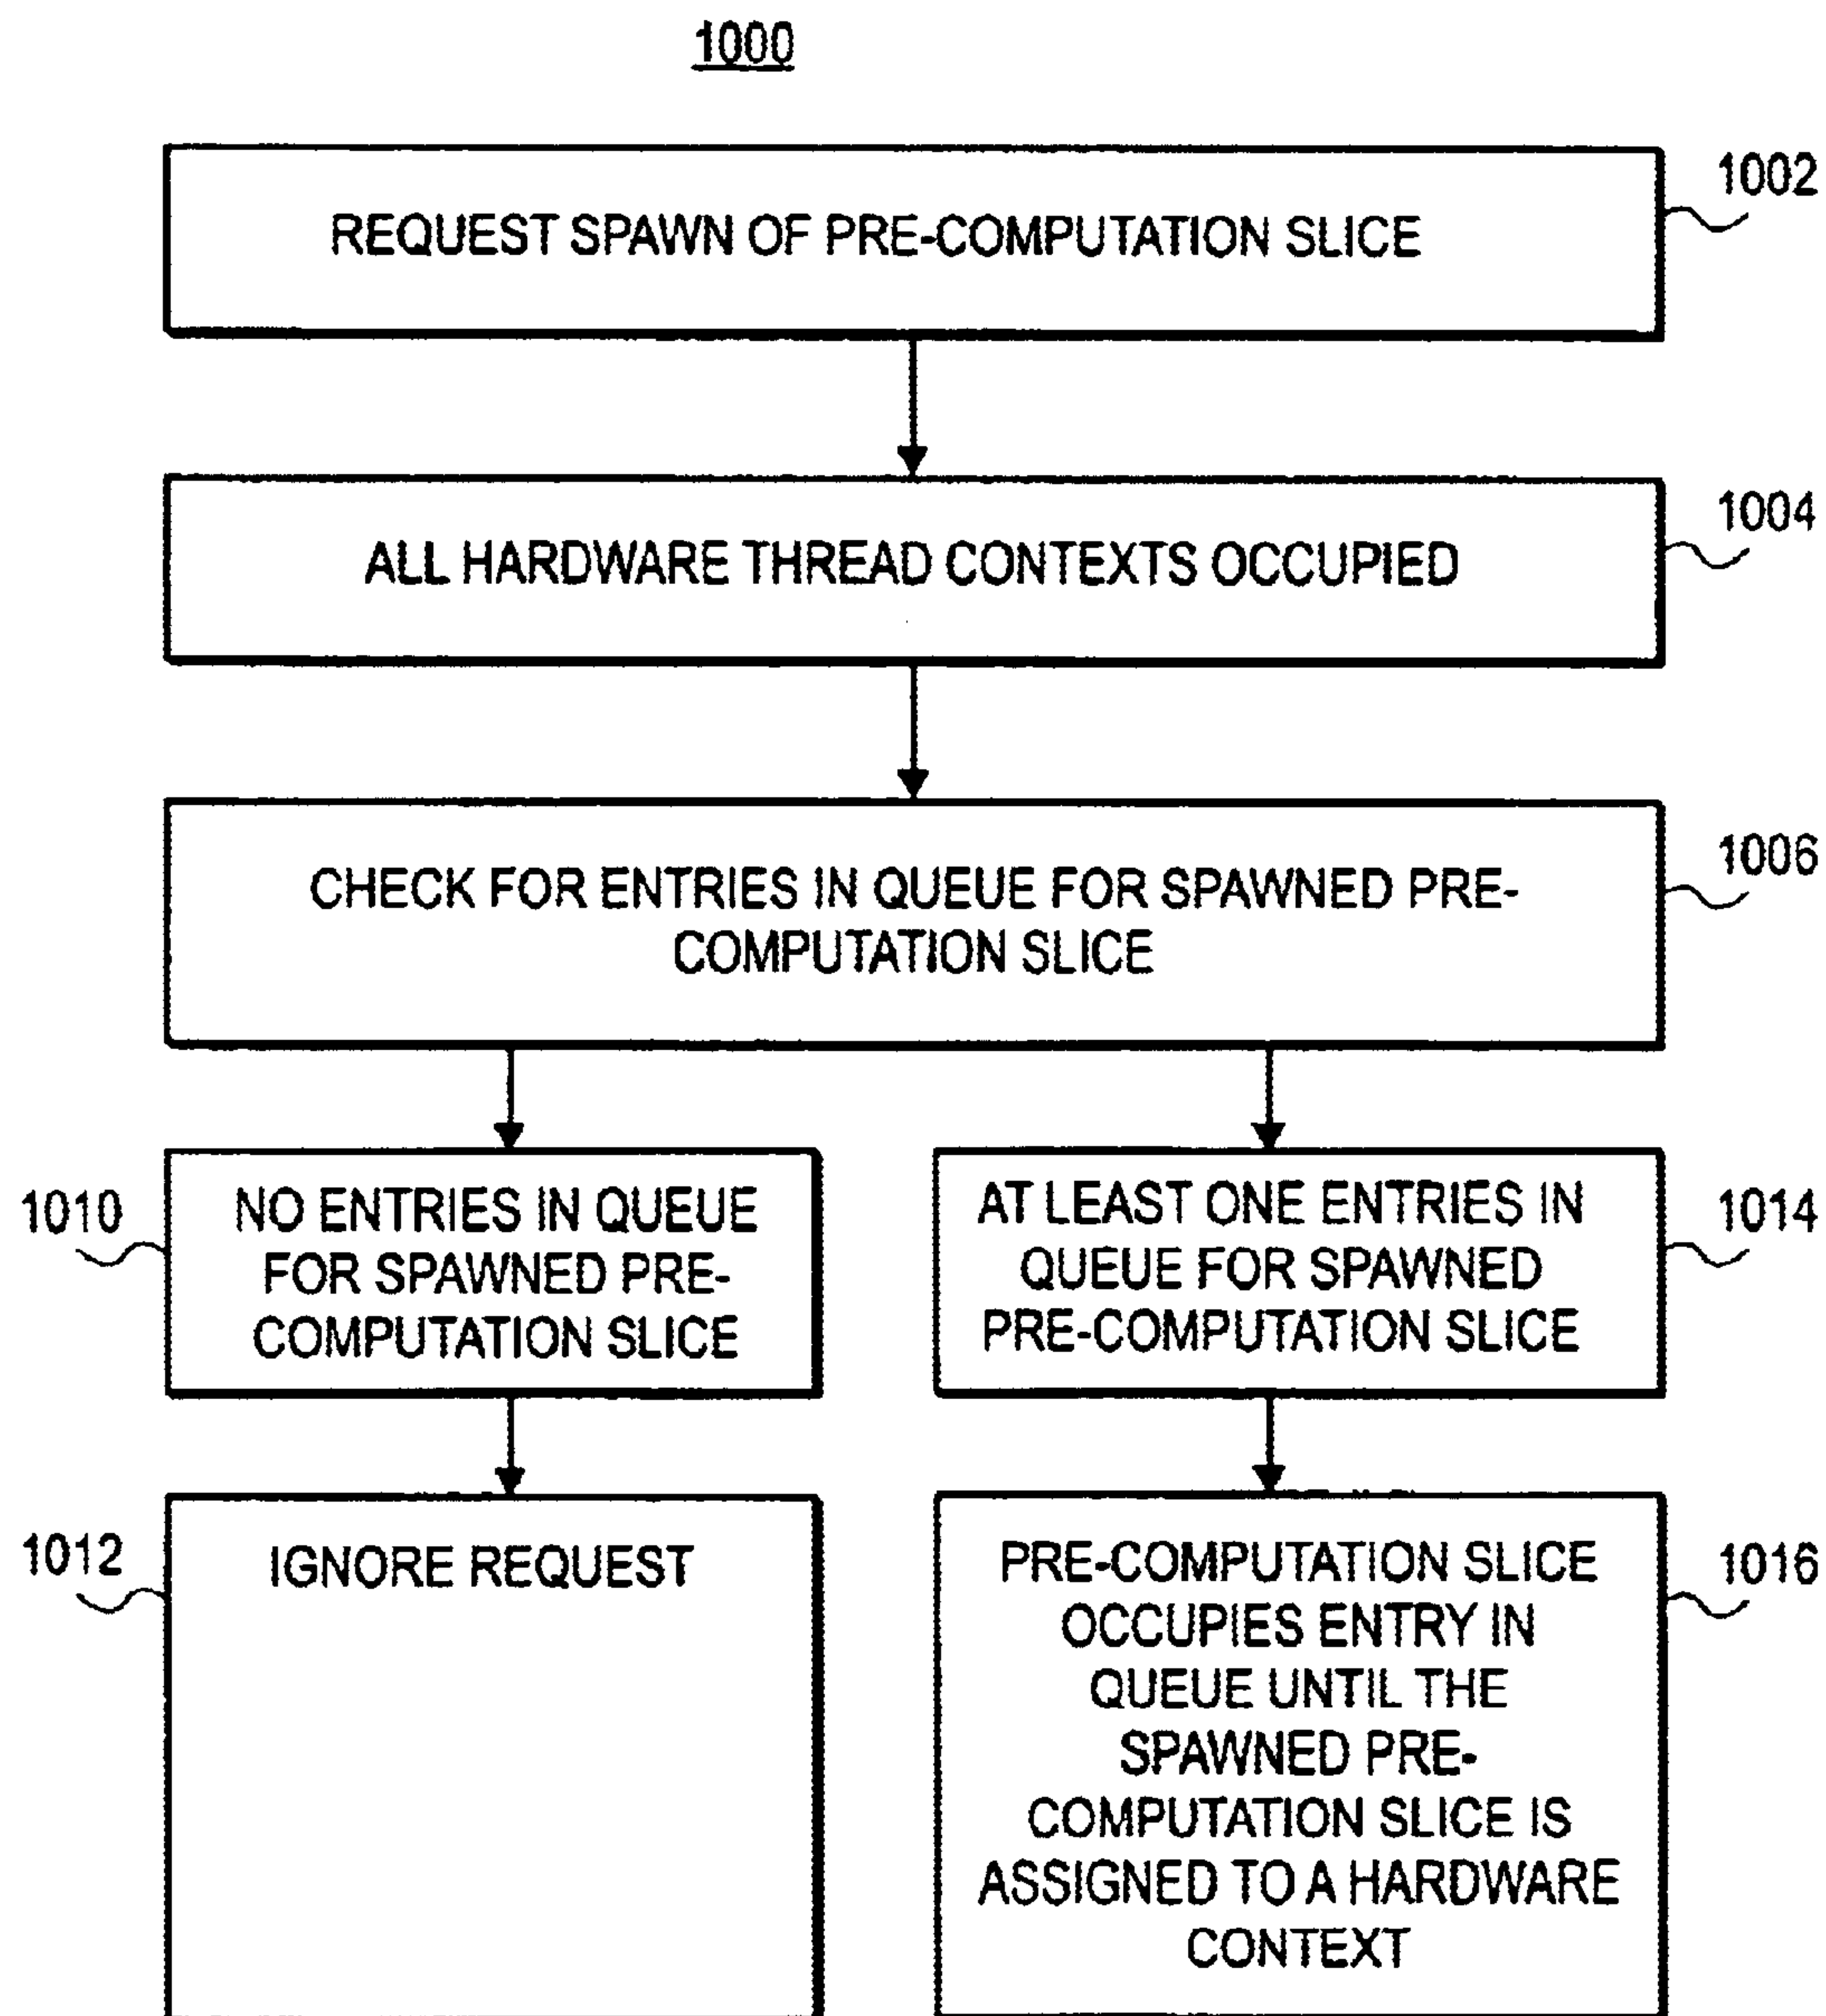 1000
REQUEST SPAWN OF PRE-COMPUTATION SLICE
1002
ALL HARDWARE THREAD CONTEXTS OCCUPIED
1004
CHECK FOR ENTRIES IN QUEUE FOR SPAWNED PRE-
COMPUTATION SLICE
1006
1010
NO ENTRIES IN QUEUE
FOR SPAWNED PRE-
COMPUTATION SLICE
AT LEAST ONE ENTRIES IN
QUEUE FOR SPAWNED
PRE-COMPUTATION SLICE
1014
1012
IGNORE REQUEST
PRE-COMPUTATION SLICE
OCCUPIES ENTRY IN
QUEUE UNTIL THE
SPAWNED PRE-
COMPUTATION SLICE IS
ASSIGNED TO A HARDWARE
CONTEXT
1016